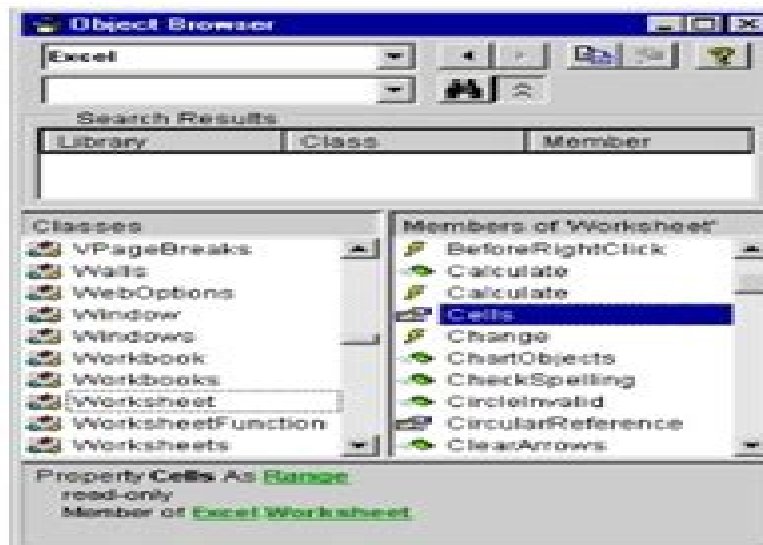 Object Browser
Excel
Search Results
Library Class Member
Classes
VPageBreaks
Walls
WebOptions
Window
Windows
Workbook
Workbooks
Worksheet
WorksheetFunction
Worksheets
Members of 'Worksheet'
BeforeRightClick
Calculate
Calculate
Cells
Change
ChartObjects
CheckSpelling
CircleInvalid
CircularReference
ClearArrows
Property Cells As Range
read-only
Member of Excel.Worksheet